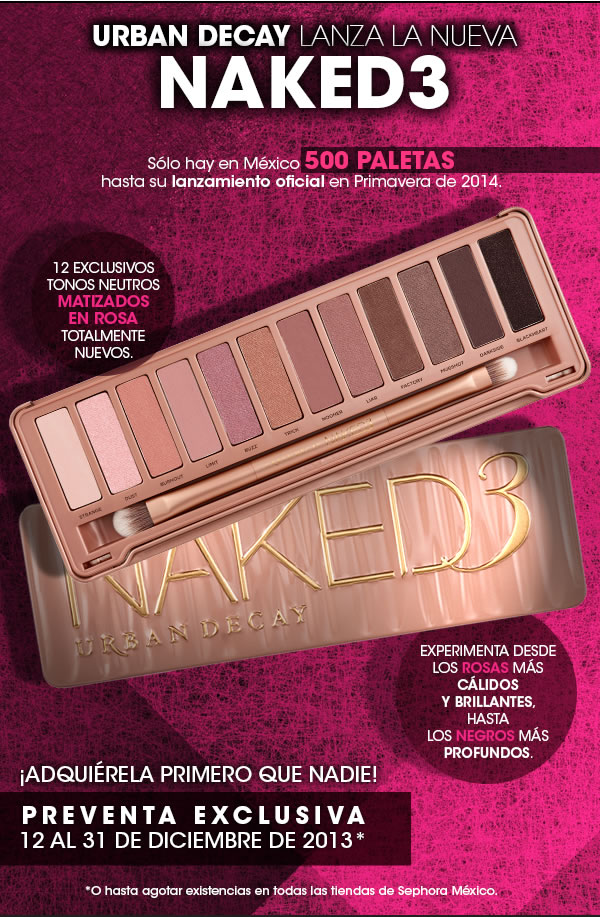 URBAN DECAY LANZA LA NUEVA
NAKED3
Sólo hay en México 500 PALETAS
hasta su lanzamiento oficial en Primavera de 2014.
12 EXCLUSIVOS
TONOS NEUTROS
MATIZADOS
EN ROSA
TOTALMENTE
NUEVOS.
STRANGE
DUST
BURNOUT
LIMIT
BUZZ
TRICK
NOONER
LIAR
FACTORY
MUGSHOT
DARKSIDE
BLACKHEART
NAKED3
URBAN DECAY
EXPERIMENTA DESDE
LOS ROSAS MÁS
CÁLIDOS
Y BRILLANTES,
HASTA
LOS NEGROS MÁS
PROFUNDOS.
¡ADQUIÉRELA PRIMERO QUE NADIE!
PREVENTA EXCLUSIVA
12 AL 31 DE DICIEMBRE DE 2013*
*O hasta agotar existencias en todas las tiendas de Sephora México.